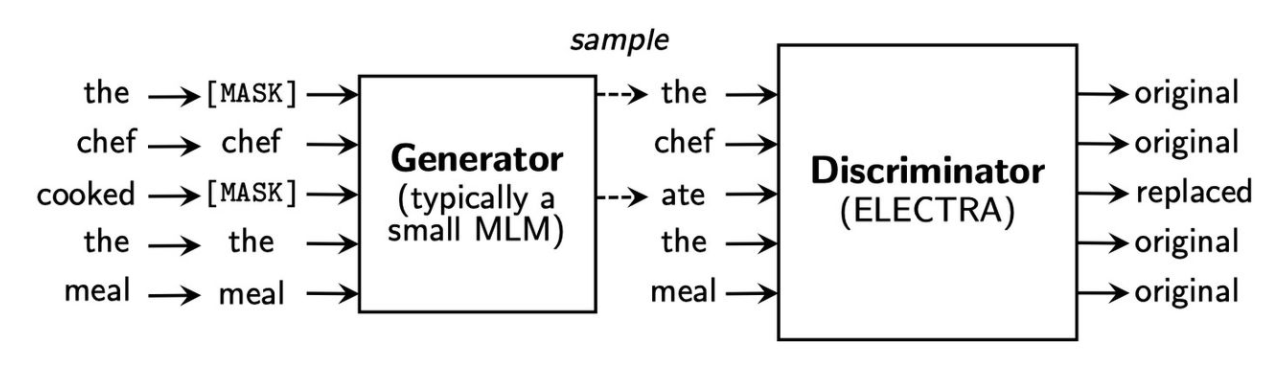 sample
the [MASK] the original
chef chef Generator chef original
cooked [MASK] (typically a ate Discriminator replaced
the the small MLM) the (ELECTRA) original
meal meal meal original